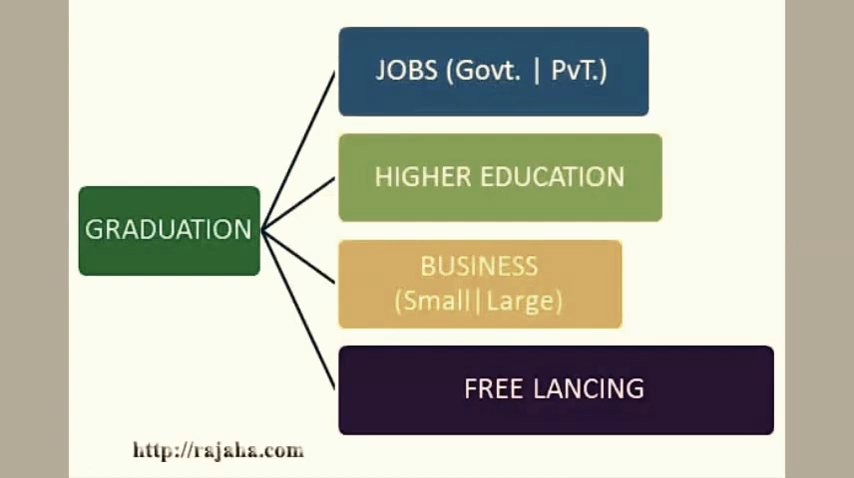 JOBS (Govt. | PvT.)
HIGHER EDUCATION
GRADUATION
BUSINESS
(Small|Large)
FREE LANCING
http://rajaha.com